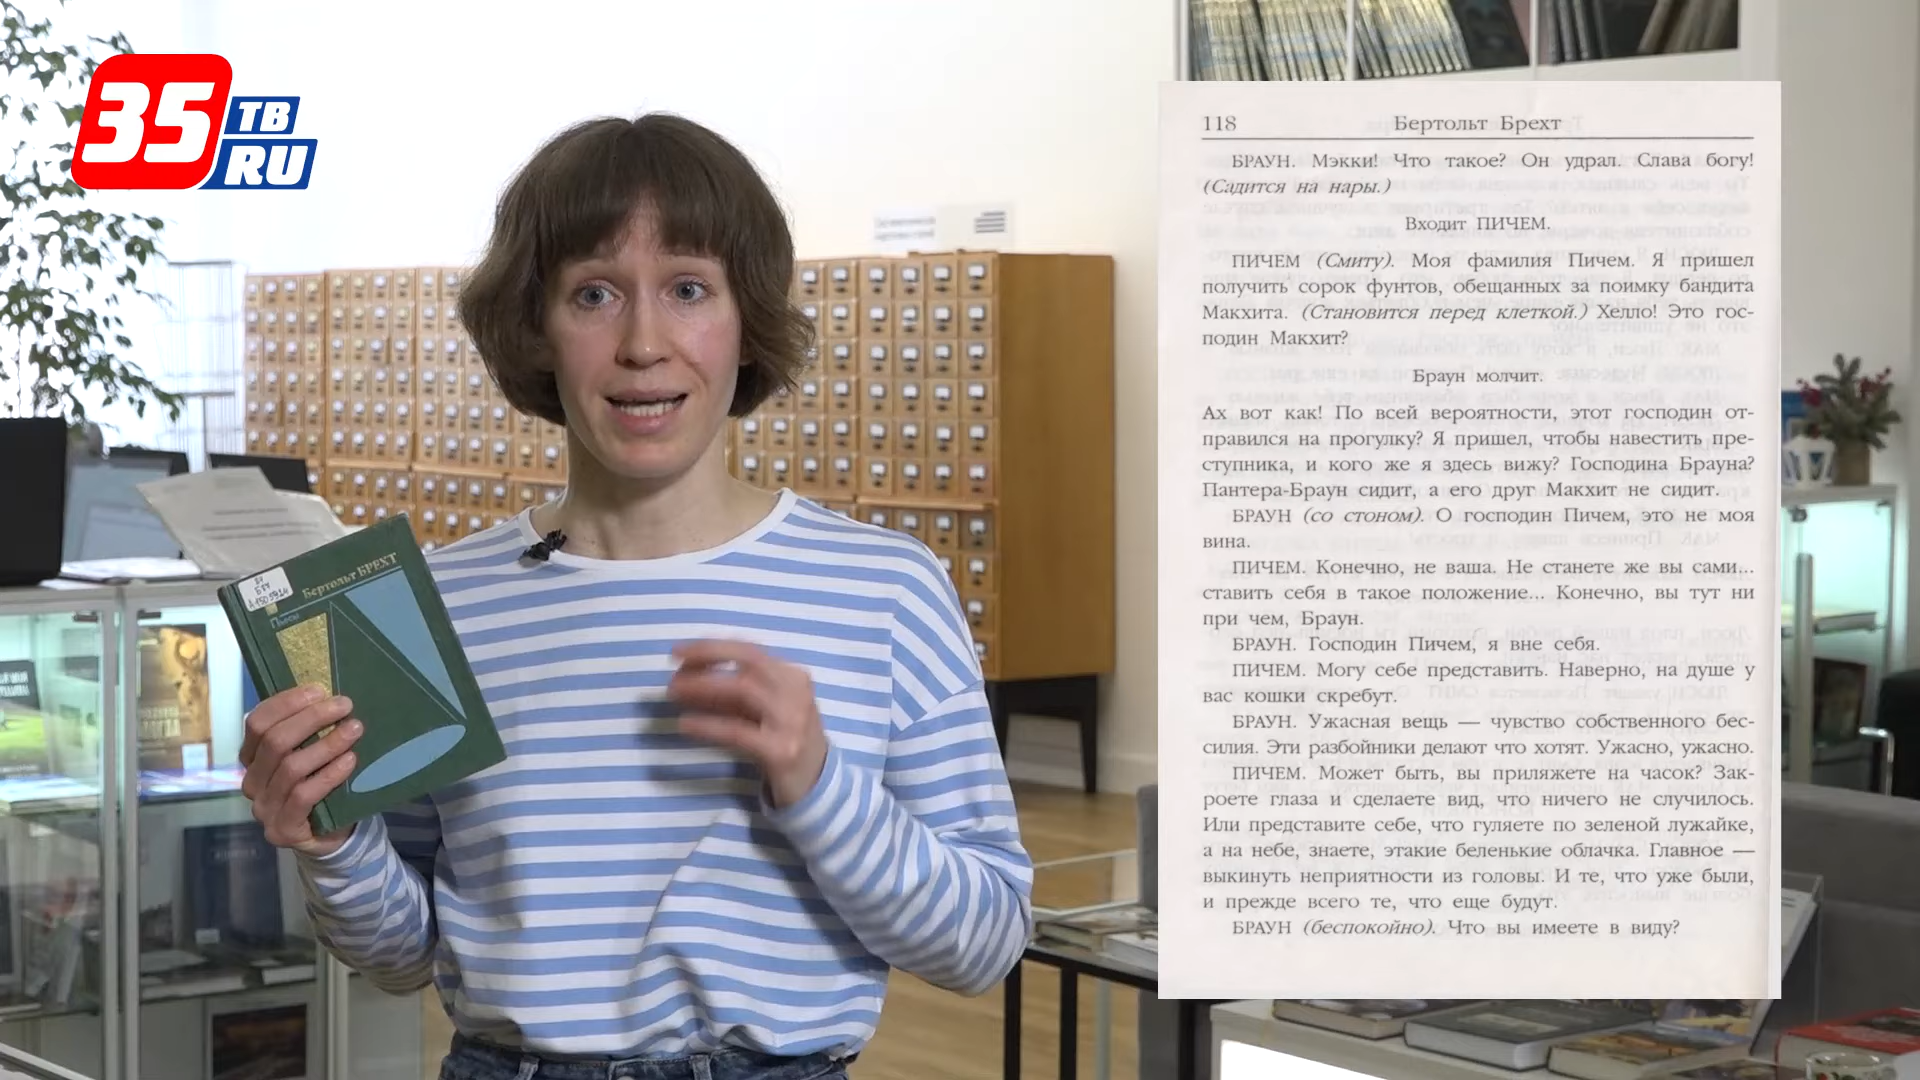 35
ТВ
RU
84
Б87
Бертольт БРЕХТ
Пьесы
118 Бертольт Брехт
БРАУН. Мэкки! Что такое? Он удрал. Слава богу!
(Садится на нары.)
Входит ПИЧЕМ.
ПИЧЕМ (Смиту). Моя фамилия Пичем. Я пришел
получить сорок фунтов, обещанных за поимку бандита
Макхита. (Становится перед клеткой.) Хелло! Это гос-
подин Макхит?
Браун молчит.
Ах вот как! По всей вероятности, этот господин от-
правился на прогулку? Я пришел, чтобы навестить пре-
ступника, и кого же я здесь вижу? Господина Брауна?
Пантера-Браун сидит, а его друг Макхит не сидит.
БРАУН (со стоном). О господин Пичем, это не моя
вина.
ПИЧЕМ. Конечно, не ваша. Не станете же вы сами...
ставить себя в такое положение... Конечно, вы тут ни
при чем, Браун.
БРАУН. Господин Пичем, я вне себя.
ПИЧЕМ. Могу себе представить. Наверно, на душе у
вас кошки скребут.
БРАУН. Ужасная вещь — чувство собственного бес-
силия. Эти разбойники делают что хотят. Ужасно, ужасно.
ПИЧЕМ. Может быть, вы приляжете на часок? Зак-
роете глаза и сделаете вид, что ничего не случилось.
Или представите себе, что гуляете по зеленой лужайке,
а на небе, знаете, этакие беленькие облачка. Главное —
выкинуть неприятности из головы. И те, что уже были,
и прежде всего те, что еще будут.
БРАУН (беспокойно). Что вы имеете в виду?